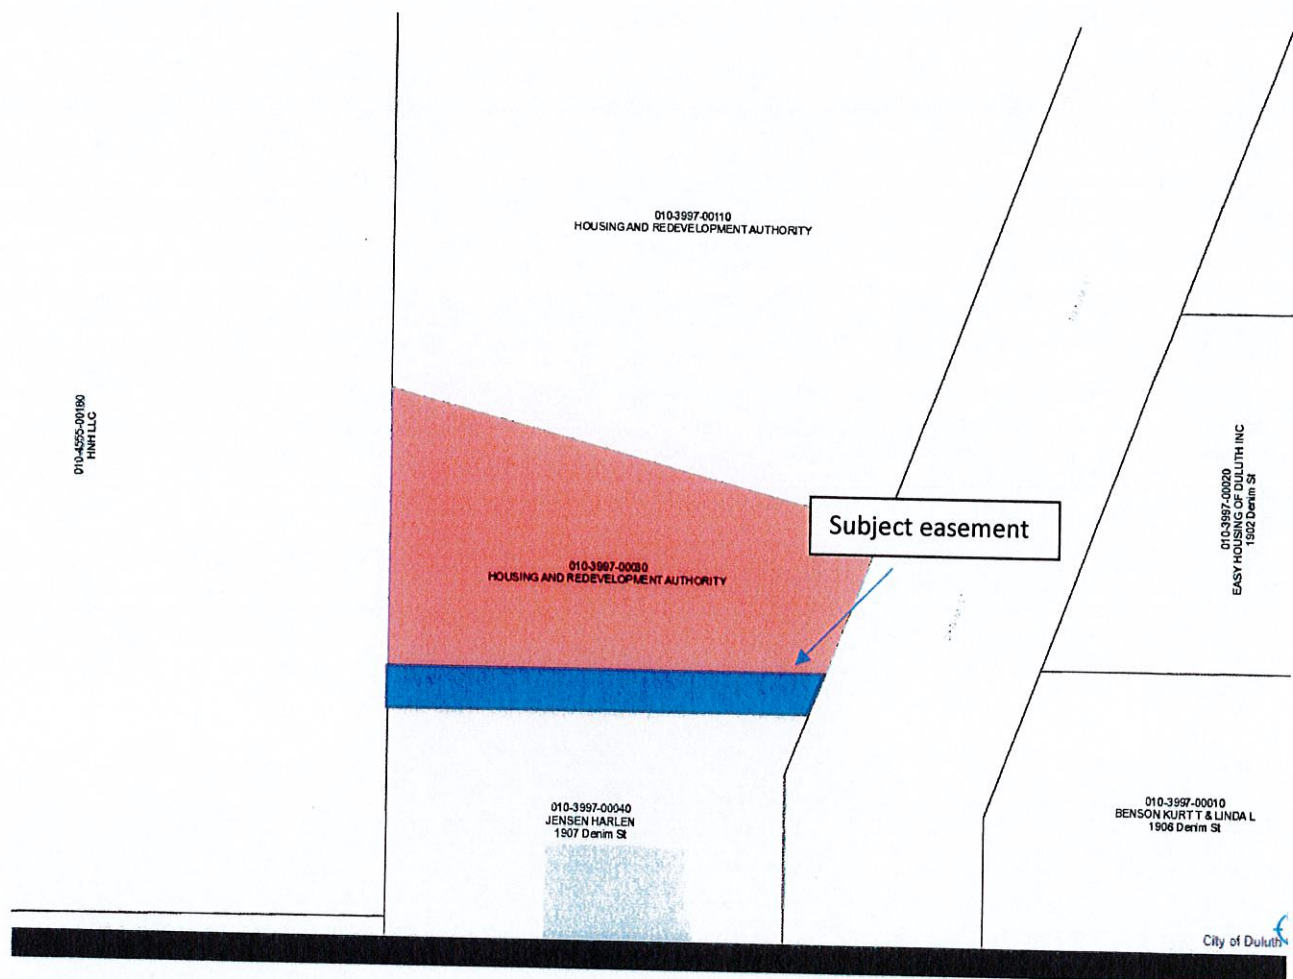 010-3997-00110
HOUSING AND REDEVELOPMENT AUTHORITY
010-4555-00160
HNH LLC
Subject easement
010-3997-00020
EASY HOUSING OF DULUTH INC
1902 Denim St
010-3997-00030
HOUSING AND REDEVELOPMENT AUTHORITY
010-3997-00040
JENSEN HARLEN
1907 Denim St
010-3997-00010
BENSON KURT T & LINDA L
1906 Denim St
City of Duluth